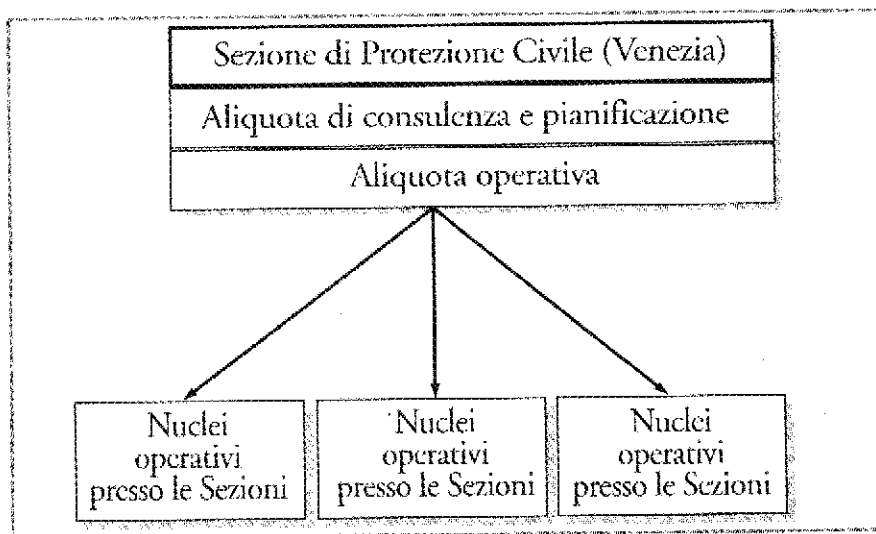 Sezione di Protezione Civile (Venezia)
Aliquota di consulenza e pianificazione
Aliquota operativa
Nuclei
operativi
presso le Sezioni
Nuclei
operativi
presso le Sezioni
Nuclei
operativi
presso le Sezioni